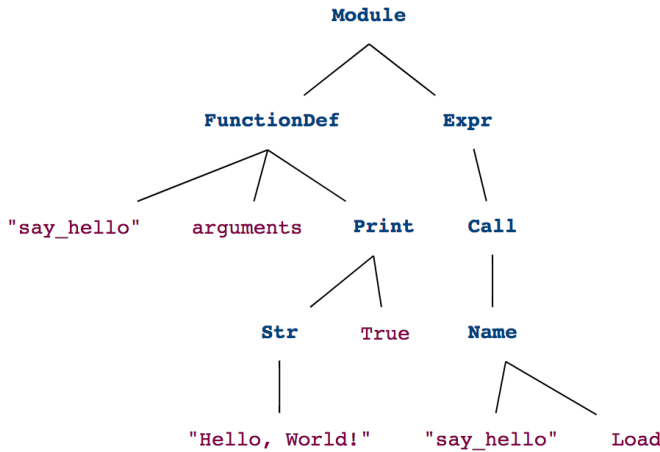 Module
FunctionDef Expr
"say_hello" arguments Print Call
Str True Name
"Hello, World!" "say_hello" Load